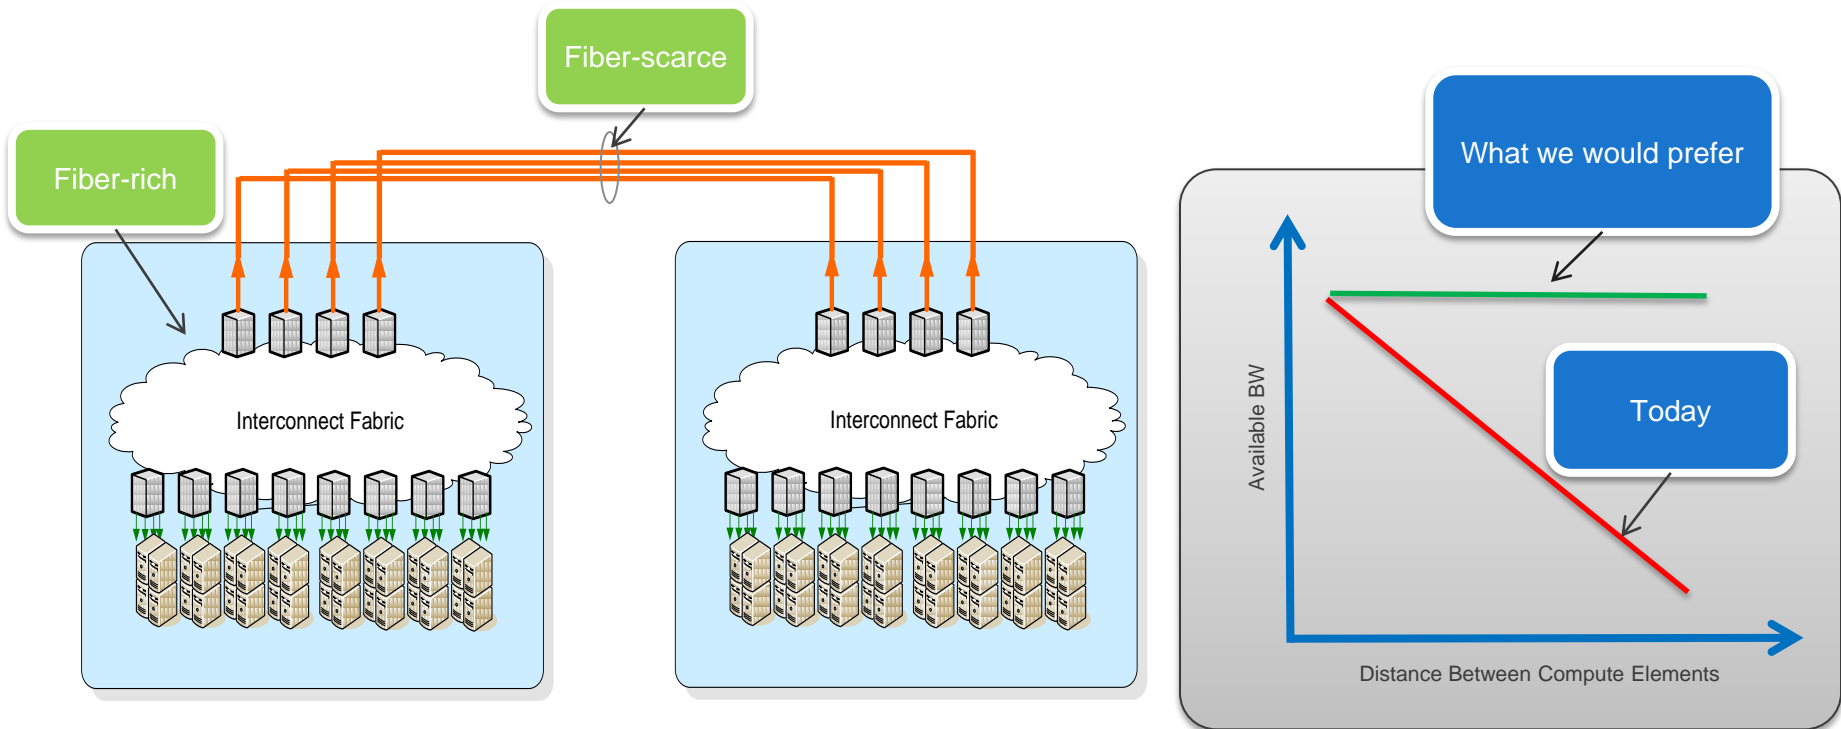 Fiber-scarce
Fiber-rich
Interconnect Fabric
Interconnect Fabric
What we would prefer
Today
Available BW
Distance Between Compute Elements